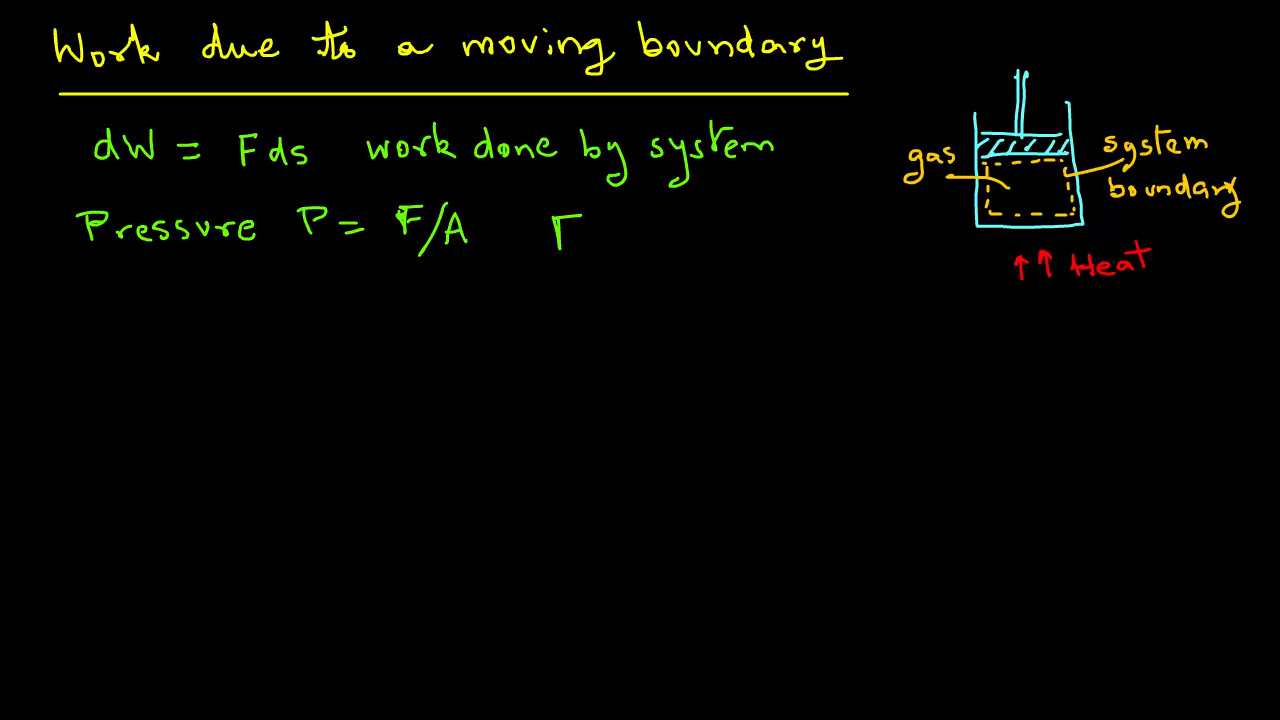 Work due to a moving boundary
dW = Fds work done by system
Pressure P = F/A
gas
system
boundary
↑↑ Heat